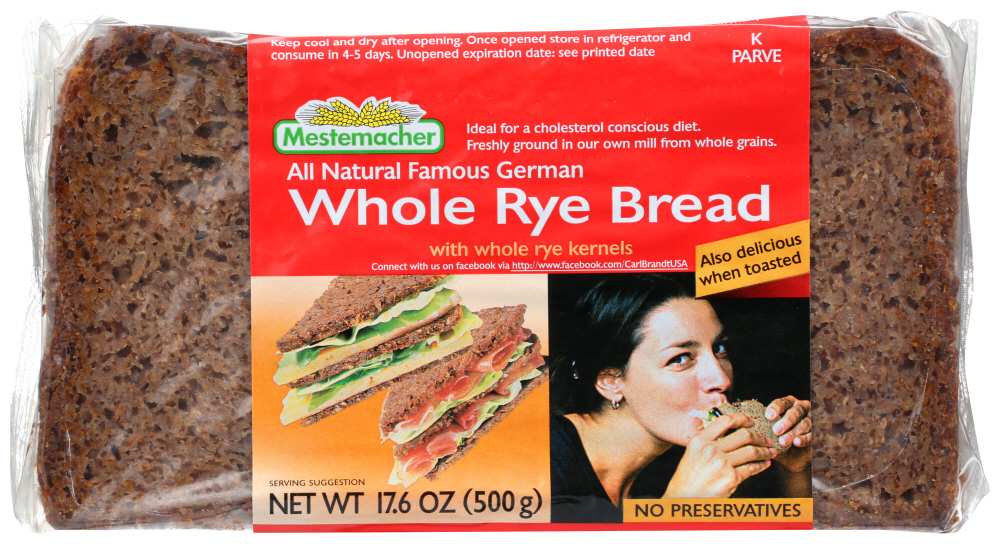 Keep cool and dry after opening. Once opened store in refrigerator and
consume in 4-5 days. Unopened expiration date: see printed date
K
PARVE
Mestemacher
Ideal for a cholesterol conscious diet.
Freshly ground in our own mill from whole grains.
All Natural Famous German
Whole Rye Bread
with whole rye kernels
Connect with us on facebook via http://www.facebook.com/CarlBrandtUSA
Also delicious
when toasted
SERVING SUGGESTION
NET WT 17.6 OZ (500 g)
NO PRESERVATIVES